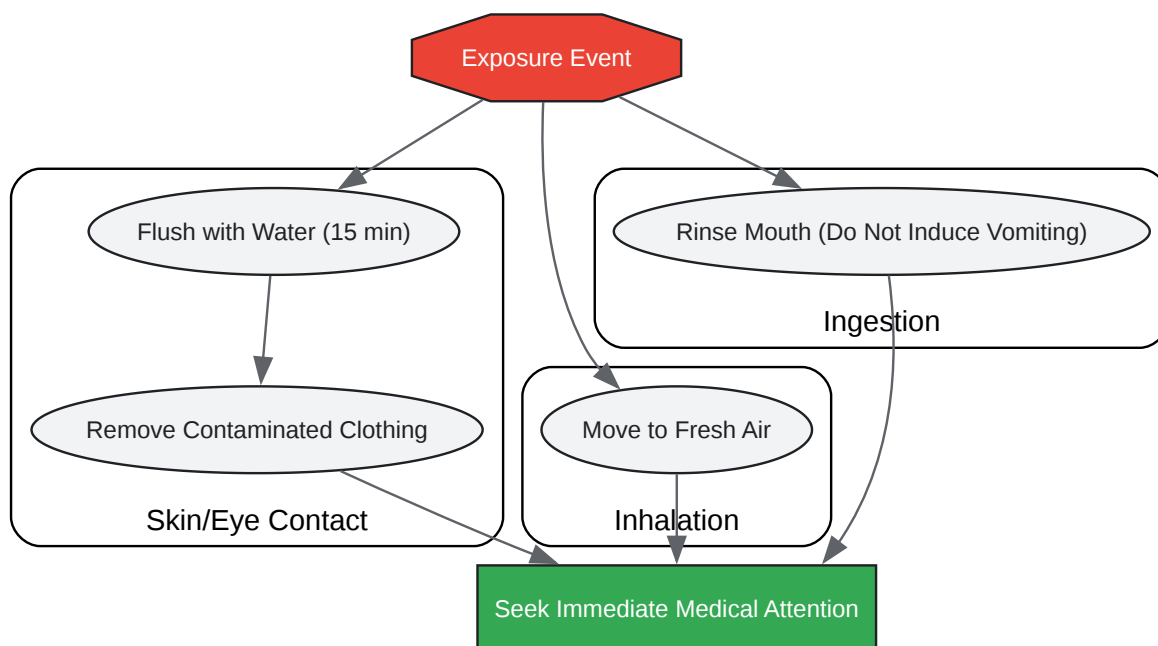 Exposure Event
Flush with Water (15 min)
Rinse Mouth (Do Not Induce Vomiting)
Ingestion
Remove Contaminated Clothing
Move to Fresh Air
Skin/Eye Contact
Inhalation
Seek Immediate Medical Attention